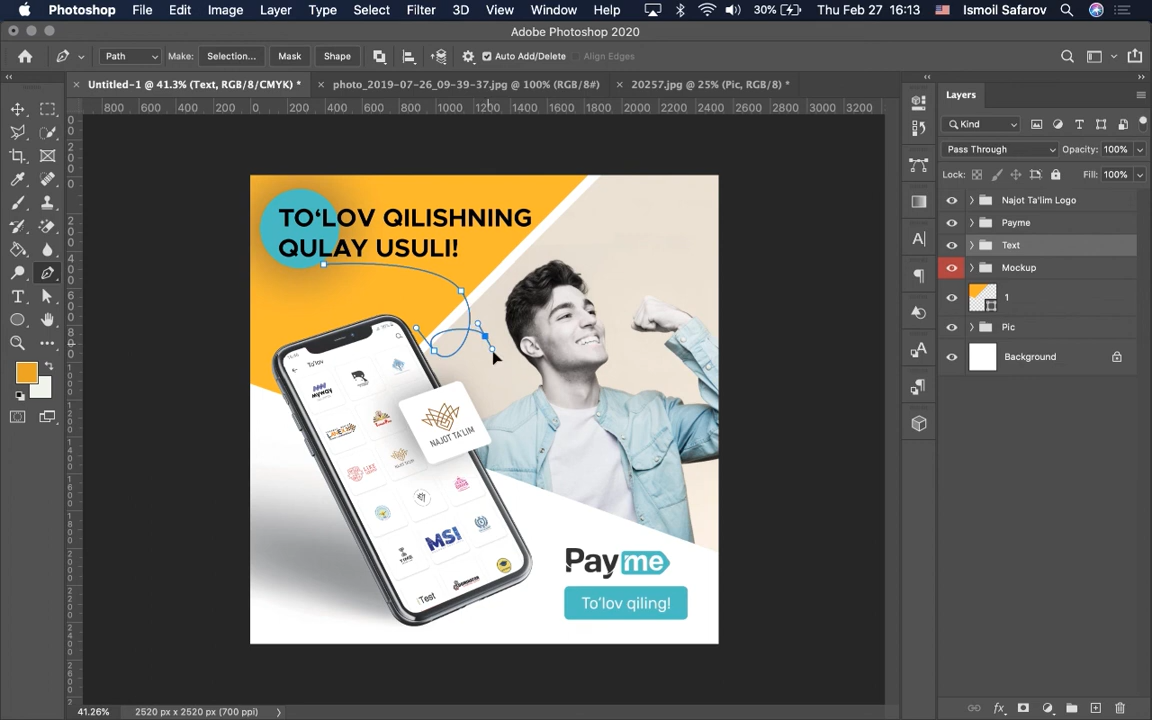 Photoshop File Edit Image Layer Type Select Filter 3D View Window Help 30% Thu Feb 27 16:13 Ismoil Safarov
Adobe Photoshop 2020
Path Make: Selection... Mask Shape Auto Add/Delete Align Edges
Untitled-1 @ 41.3% (Text, RGB/8/CMYK) * photo_2019-07-26_09-39-37.jpg @ 100% (RGB/8#) 20257.jpg @ 25% (Pic, RGB/8) *
800 600 400 200 0 200 400 600 800 1000 1200 1400 1600 1800 2000 2200 2400 2600 2800 3000 3200
TO‘LOV QILISHNING
QULAY USULI!
To'lov
myway
NAJOT TA'LIM
MSI
TIMS
iTest
Payme
To‘lov qiling!
Layers
Kind
Pass Through Opacity: 100%
Lock: Fill: 100%
Najot Ta'lim Logo
Payme
Text
Mockup
1
Pic
Background
41.26% 2520 px x 2520 px (700 ppi)